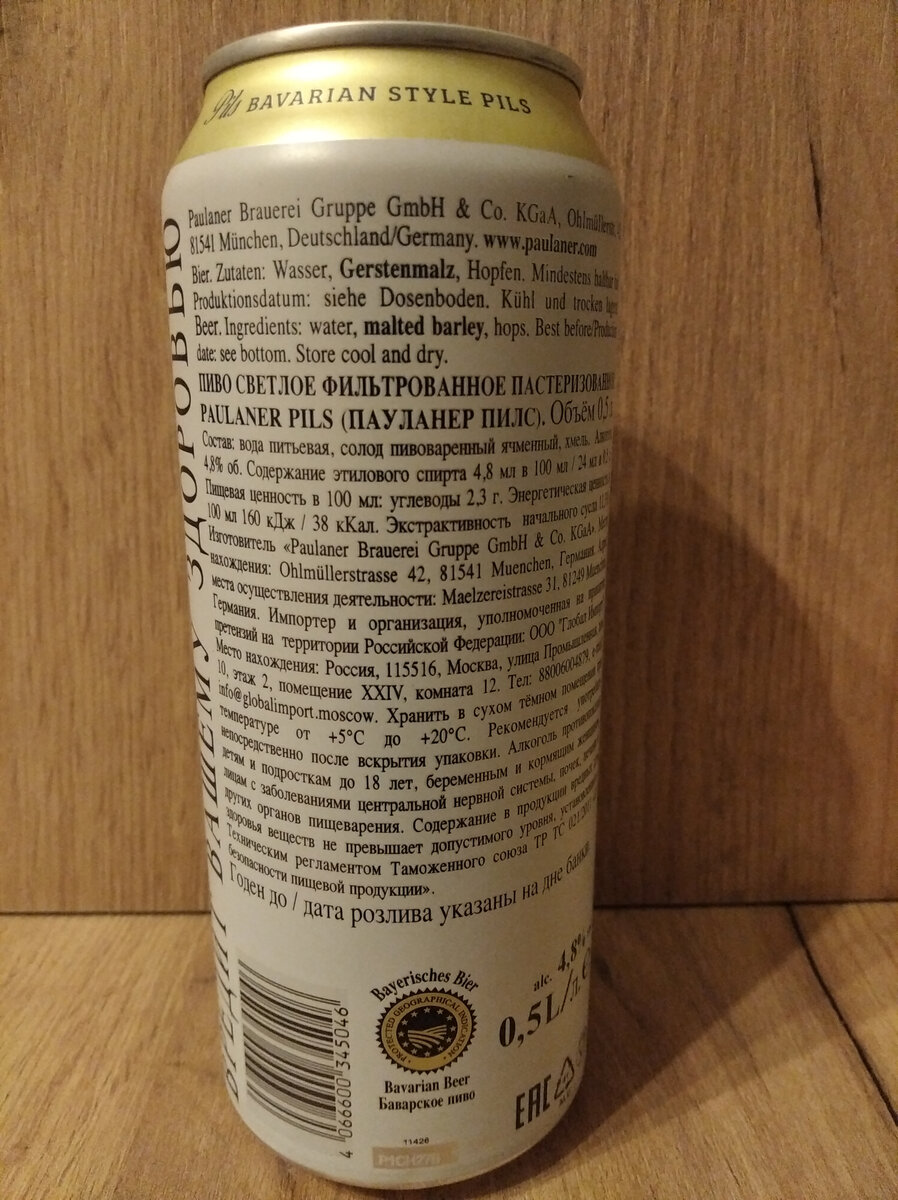 Pils BAVARIAN STYLE PILS
Paulaner Brauerei Gruppe GmbH & Co. KGaA,
81541 München, Deutschland/Germany. www.paulaner.com
Bier. Zutaten: Wasser, Gerstenmalz, Hopfen. Mindestens haltbar
Produktionsdatum: siehe Dosenboden. Kühl und trocken
Beer. Ingredients: water, malted barley, hops. Best before/
date: see bottom. Store cool and dry.
ПИВО СВЕТЛОЕ ФИЛЬТРОВАННОЕ
PAULANER PILS (ПАУЛАНЕР ПИЛС). Объём 0,5
Состав: вода питьевая, солод пивоваренный ячменный, хмель.
4,8% об. Содержание этилового спирта 4,8 мл в 100 мл / 24 мл в
Пищевая ценность в 100 мл: углеводы 2,3 г. Энергетическая ценность
100 мл 160 кДж / 38 кКал. Экстрактивность начального сусла
Изготовитель «Paulaner Brauerei Gruppe GmbH & Co. KGaA».
нахождения: Ohlmüllerstrasse 42, 81541 Muenchen, Германия.
места осуществления деятельности: Maelzereistrasse 31, 81249
Германия. Импортер и организация, уполномоченная на
претензий на территории Российской Федерации: ООО "Глобал
Место нахождения: Россия, 115516, Москва, улица Промышленная,
10, этаж 2, помещение XXIV, комната 12. Тел: 88006004879,
info@globalimport.moscow. Хранить в сухом тёмном помещении
температуре от +5°C до +20°C. Рекомендуется
непосредственно после вскрытия упаковки. Алкоголь
детям и подросткам до 18 лет, беременным и кормящим
лицам с заболеваниями центральной нервной системы, почек,
других органов пищеварения. Содержание в продукции вредных
здоровья веществ не превышает допустимого уровня,
Техническим регламентом Таможенного союза ТР ТС
безопасности пищевой продукции».
Годен до / дата розлива указаны на дне банки
ВАШЕМУ ЗДОРОВЬЮ
4 066600 345046
Bayerisches Bier
PROTECTED GEOGRAPHICAL INDICATION
Bavarian Beer
Баварское пиво
alc. 4,8%
0,5L/л.
EAC
11426